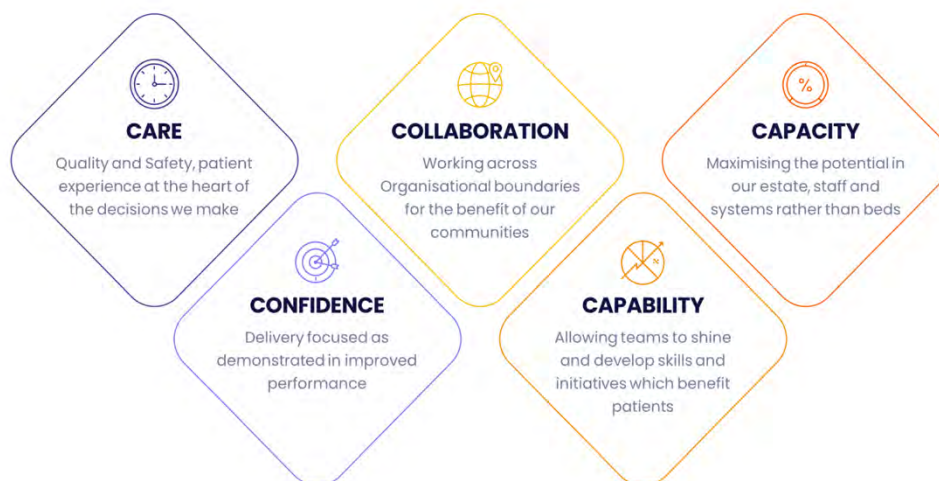 CARE
Quality and Safety, patient
experience at the heart of
the decisions we make
CONFIDENCE
Delivery focused as
demonstrated in improved
performance
COLLABORATION
Working across
Organisational boundaries
for the benefit of our
communities
CAPABILITY
Allowing teams to shine
and develop skills and
initiatives which benefit
patients
%
CAPACITY
Maximising the potential in
our estate, staff and
systems rather than beds